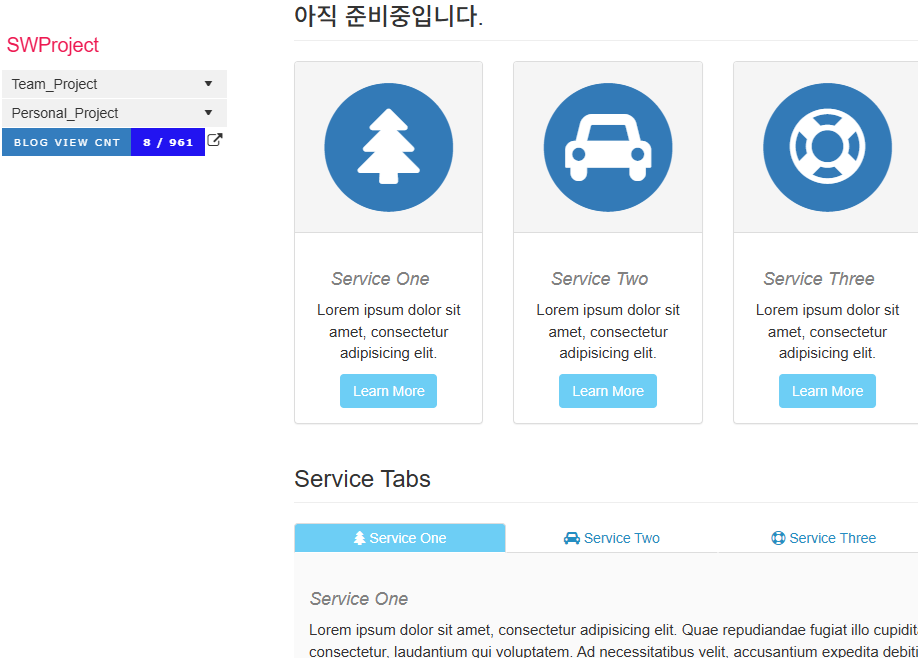 아직 준비중입니다.
SWProject
Team_Project
Personal_Project
BLOG VIEW CNT 8 / 961
Service One
Lorem ipsum dolor sit
amet, consectetur
adipisicing elit.
Learn More
Service Two
Lorem ipsum dolor sit
amet, consectetur
adipisicing elit.
Learn More
Service Three
Lorem ipsum dolor sit
amet, consectetur
adipisicing elit.
Learn More
Service Tabs
Service One Service Two Service Three
Service One
Lorem ipsum dolor sit amet, consectetur adipisicing elit. Quae repudiandae fugiat illo cupidit
consectetur, laudantium qui voluptatem. Ad necessitatibus velit, accusantium expedita debiti